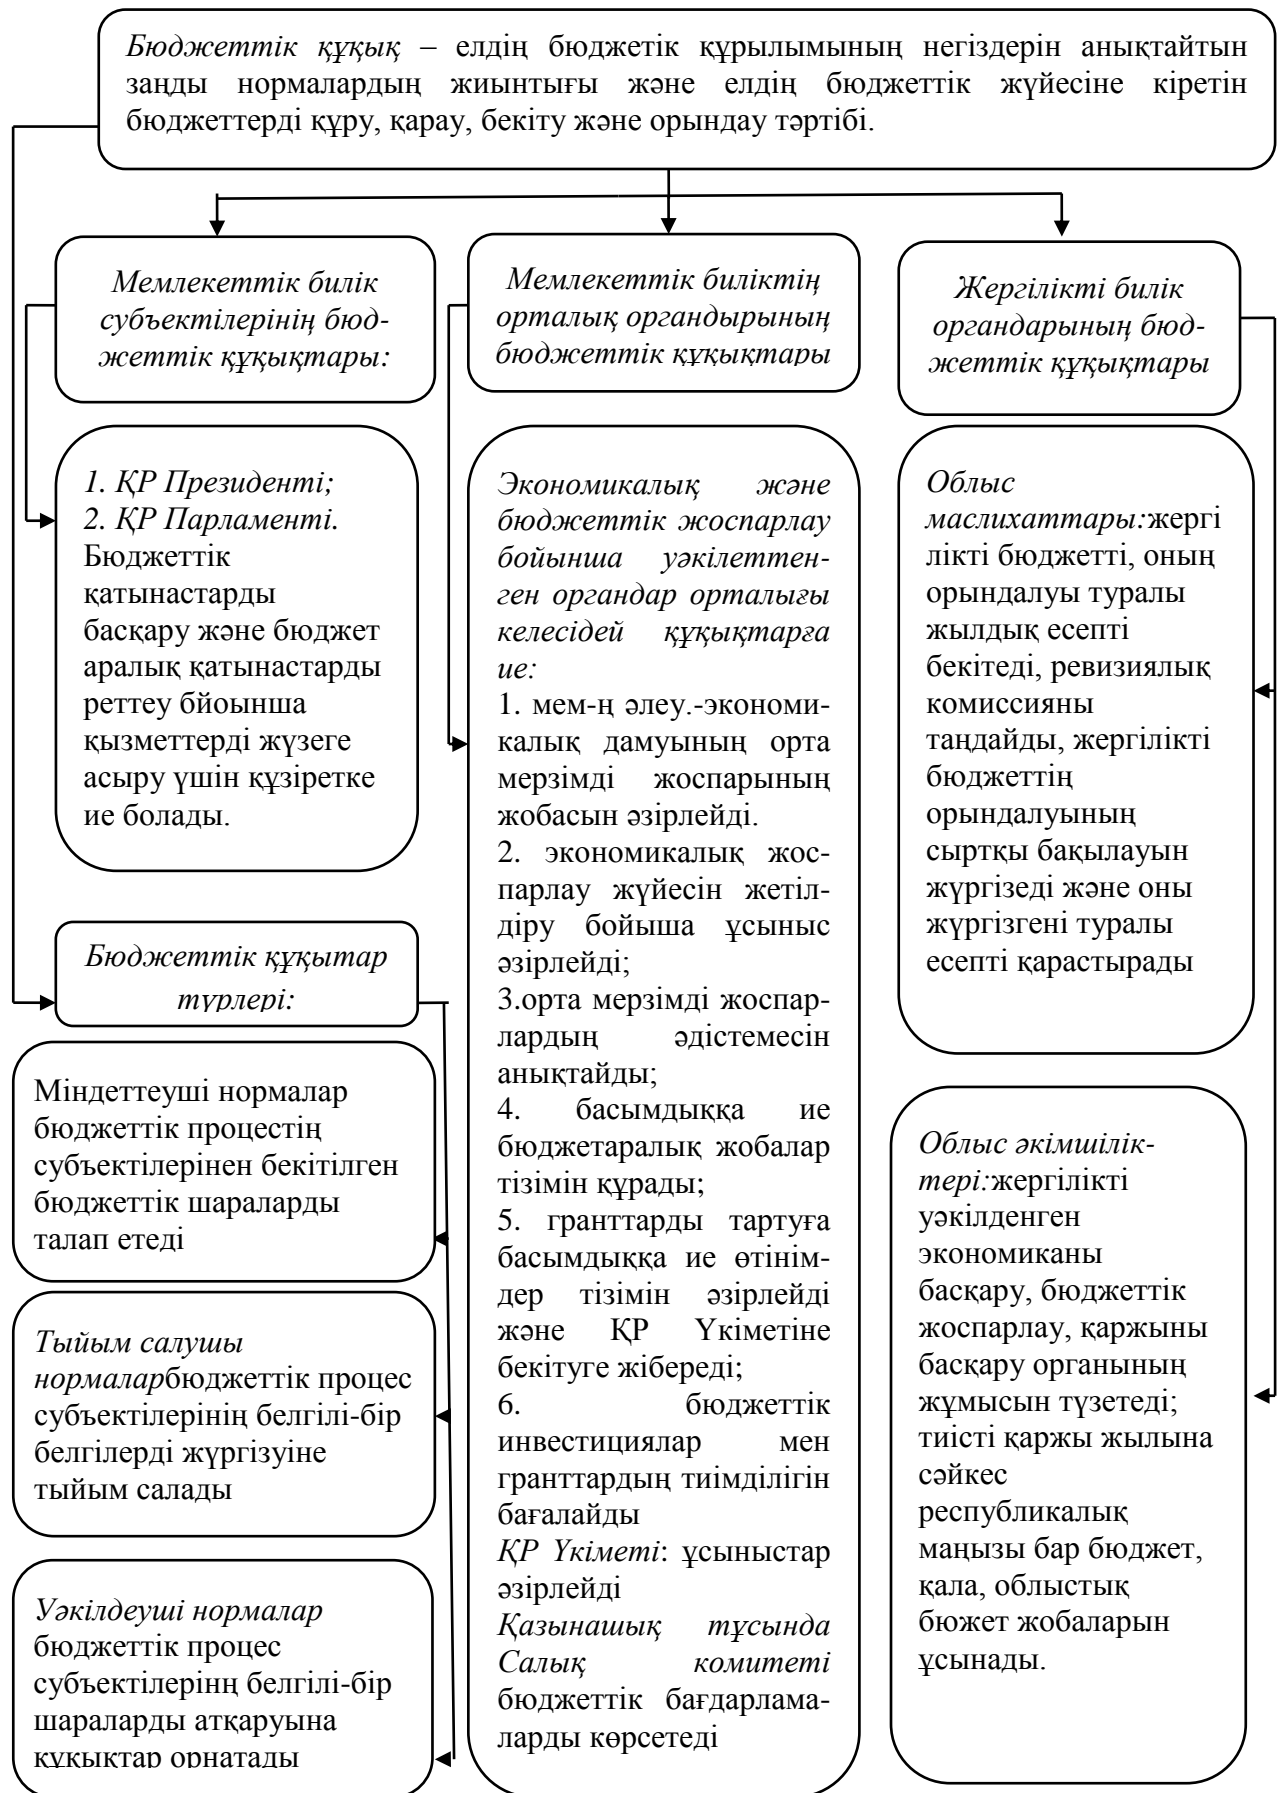 Бюджеттік құқық – елдің бюджетік құрылымының негіздерін анықтайтын
заңды нормалардың жиынтығы және елдің бюджеттік жүйесіне кіретін
бюджеттерді құру, қарау, бекіту және орындау тәртібі.
Мемлекеттік билік
субъектілерінің бюд-
жеттік құқықтары:
Мемлекеттік биліктің
орталық органдырының
бюджеттік құқықтары
Жергілікті билік
органдарының бюд-
жеттік құқықтары
1. ҚР Президенті;
2. ҚР Парламенті.
Бюджеттік
қатынастарды
басқару және бюджет
аралық қатынастарды
реттеу бйоынша
қызметтерді жүзеге
асыру үшін құзіретке
ие болады.
Бюджеттік құқытар
түрлері:
Міндеттеуші нормалар
бюджеттік процестің
субъектілерінен бекітілген
бюджеттік шараларды
талап етеді
Тыйым салушы
нормаларбюджеттік процес
субъектілерінің белгілі-бір
белгілерді жүргізуіне
тыйым салады
Уәкілдеуші нормалар
бюджеттік процес
субъектілерінң белгілі-бір
шараларды атқаруына
құқықтар орнатады
Экономикалық және
бюджеттік жоспарлау
бойынша уәкілеттен-
ген органдар орталығы
келесідей құқықтарға
ие:
1. мем-ң әлеу.-экономи-
калық дамуының орта
мерзімді жоспарының
жобасын әзірлейді.
2. экономикалық жос-
парлау жүйесін жетіл-
діру бойыша ұсыныс
әзірлейді;
3.орта мерзімді жоспар-
лардың әдістемесін
анықтайды;
4. басымдыққа ие
бюджетаралық жобалар
тізімін құрады;
5. гранттарды тартуға
басымдыққа ие өтінім-
дер тізімін әзірлейді
және ҚР Үкіметіне
бекітуге жібереді;
6. бюджеттік
инвестициялар мен
гранттардың тиімділігін
бағалайды
ҚР Үкіметі: ұсыныстар
әзірлейді
Қазынашық тұсында
Салық комитеті
бюджеттік бағдарлама-
ларды көрсетеді
Облыс
маслихаттары:жергі
лікті бюджетті, оның
орындалуы туралы
жылдық есепті
бекітеді, ревизиялық
комиссияны
таңдайды, жергілікті
бюджеттің
орындалуының
сыртқы бақылауын
жүргізеді және оны
жүргізгені туралы
есепті қарастырады
Облыс әкімшілік-
тері:жергілікті
уәкілденген
экономиканы
басқару, бюджеттік
жоспарлау, қаржыны
басқару органының
жұмысын түзетеді;
тиісті қаржы жылына
сәйкес
республикалық
маңызы бар бюджет,
қала, облыстық
бюжет жобаларын
ұсынады.